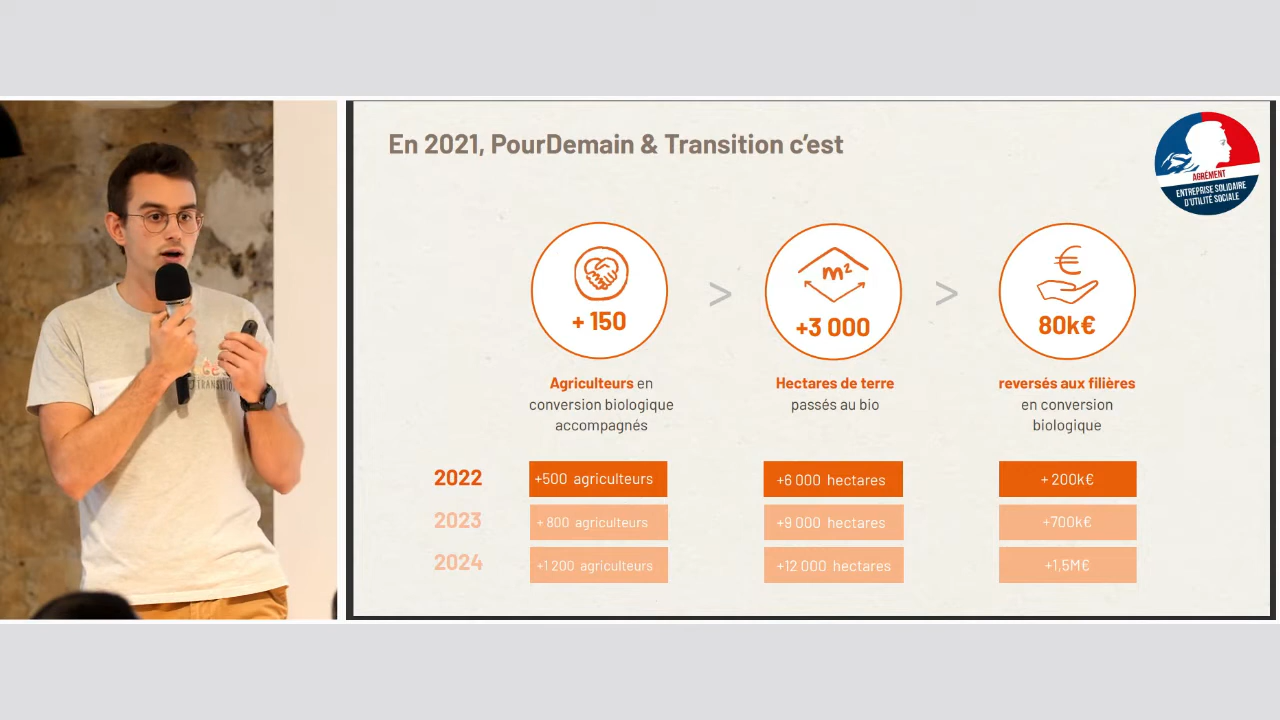 En 2021, PourDemain & Transition c’est
AGRÉMENT
ENTREPRISE SOLIDAIRE
D'UTILITÉ SOCIALE
m²
€
+ 150
+3 000
80k€
Agriculteurs en
conversion biologique
accompagnés
Hectares de terre
passés au bio
reversés aux filières
en conversion
biologique
2022
+500 agriculteurs
+6 000 hectares
+ 200k€
2023
+ 800 agriculteurs
+9 000 hectares
+700k€
2024
+1 200 agriculteurs
+12 000 hectares
+1,5M€
TRANSITION